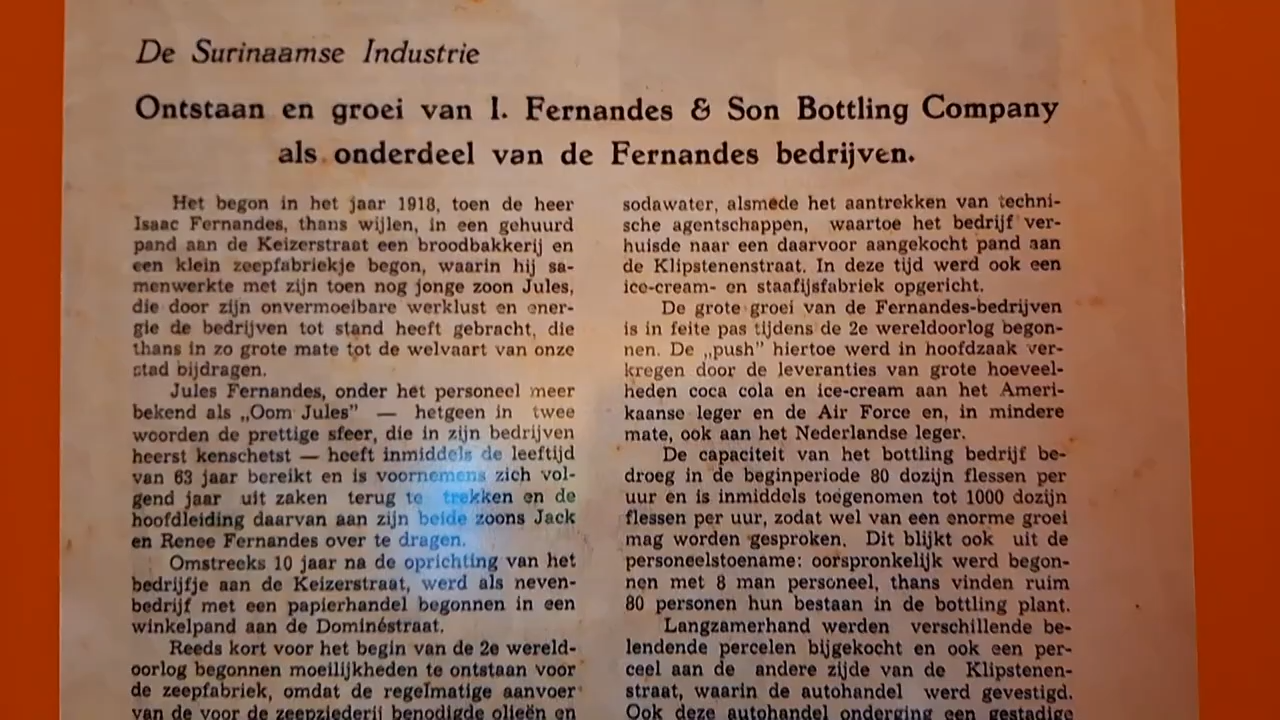 De Surinaamse Industrie
Ontstaan en groei van I. Fernandes & Son Bottling Company
als onderdeel van de Fernandes bedrijven.
Het begon in het jaar 1918, toen de heer
Isaac Fernandes, thans wijlen, in een gehuurd
pand aan de Keizerstraat een broodbakkerij en
een klein zeepfabriekje begon, waarin hij sa-
menwerkte met zijn toen nog jonge zoon Jules,
die door zijn onvermoeibare werklust en ener-
gie de bedrijven tot stand heeft gebracht, die
thans in zo grote mate tot de welvaart van onze
stad bijdragen.
Jules Fernandes, onder het personeel meer
bekend als „Oom Jules” — hetgeen in twee
woorden de prettige sfeer, die in zijn bedrijven
heerst kenschetst — heeft inmiddels de leeftijd
van 63 jaar bereikt en is voornemens zich vol-
gend jaar uit zaken terug te trekken en de
hoofdleiding daarvan aan zijn beide zoons Jack
en Renee Fernandes over te dragen.
Omstreeks 10 jaar na de oprichting van het
bedrijfje aan de Keizerstraat, werd als neven-
bedrijf met een papierhandel begonnen in een
winkelpand aan de Dominéstraat.
Reeds kort voor het begin van de 2e wereld-
oorlog begonnen moeilijkheden te ontstaan voor
de zeepfabriek, omdat de regelmatige aanvoer
van de voor de zeepziederij benodigde olieën en
sodawater, alsmede het aantrekken van techni-
sche agentschappen, waartoe het bedrijf ver-
huisde naar een daarvoor aangekocht pand aan
de Klipstenenstraat. In deze tijd werd ook een
ice-cream- en staafijsfabriek opgericht.
De grote groei van de Fernandes-bedrijven
is in feite pas tijdens de 2e wereldoorlog begon-
nen. De „push” hiertoe werd in hoofdzaak ver-
kregen door de leveranties van grote hoeveel-
heden coca cola en ice-cream aan het Ameri-
kaanse leger en de Air Force en, in mindere
mate, ook aan het Nederlandse leger.
De capaciteit van het bottling bedrijf be-
droeg in de beginperiode 80 dozijn flessen per
uur en is inmiddels toegenomen tot 1000 dozijn
flessen per uur, zodat wel van een enorme groei
mag worden gesproken. Dit blijkt ook uit de
personeelstoename: oorspronkelijk werd begon-
nen met 8 man personeel, thans vinden ruim
80 personen hun bestaan in de bottling plant.
Langzamerhand werden verschillende be-
lendende percelen bijgekocht en ook een per-
ceel aan de andere zijde van de Klipstenen-
straat, waarin de autohandel werd gevestigd.
Ook deze autohandel onderging een gestadige